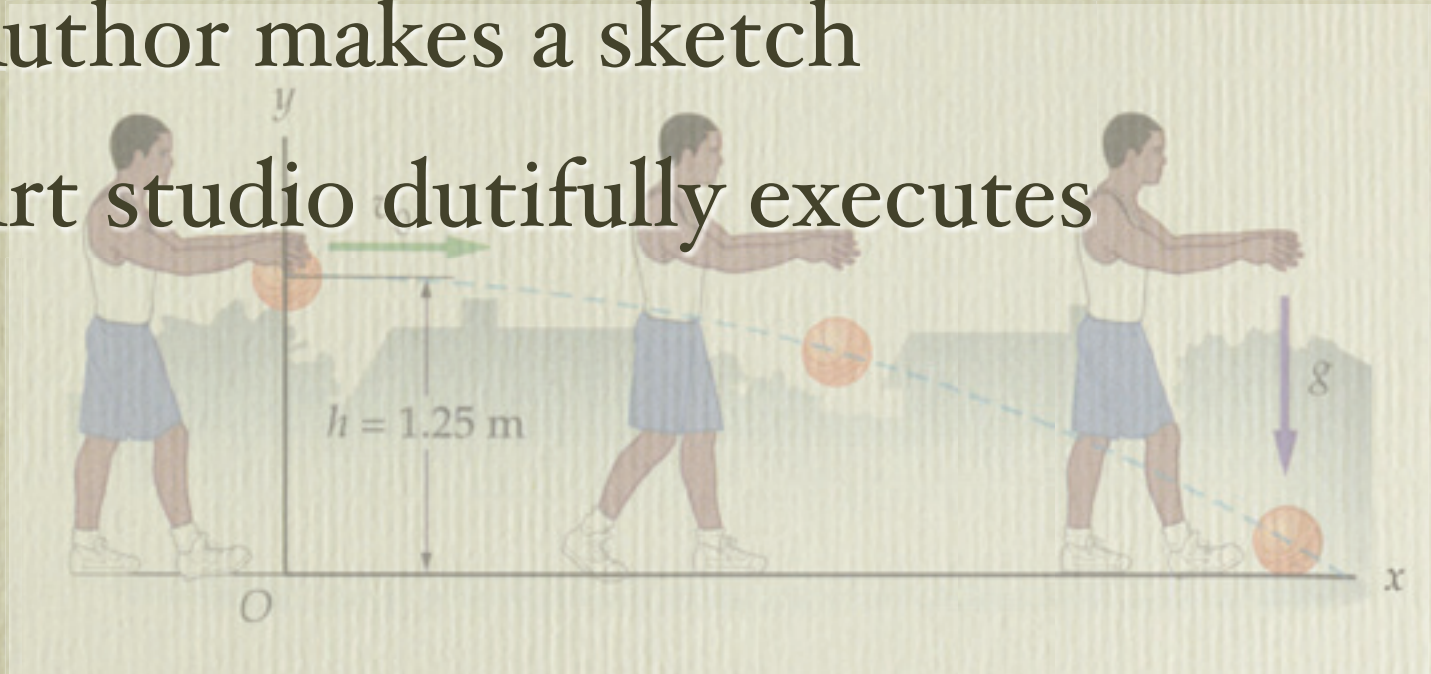 uthor makes a sketch
y
rt studio dutifully executes
h = 1.25 m
g
x
O